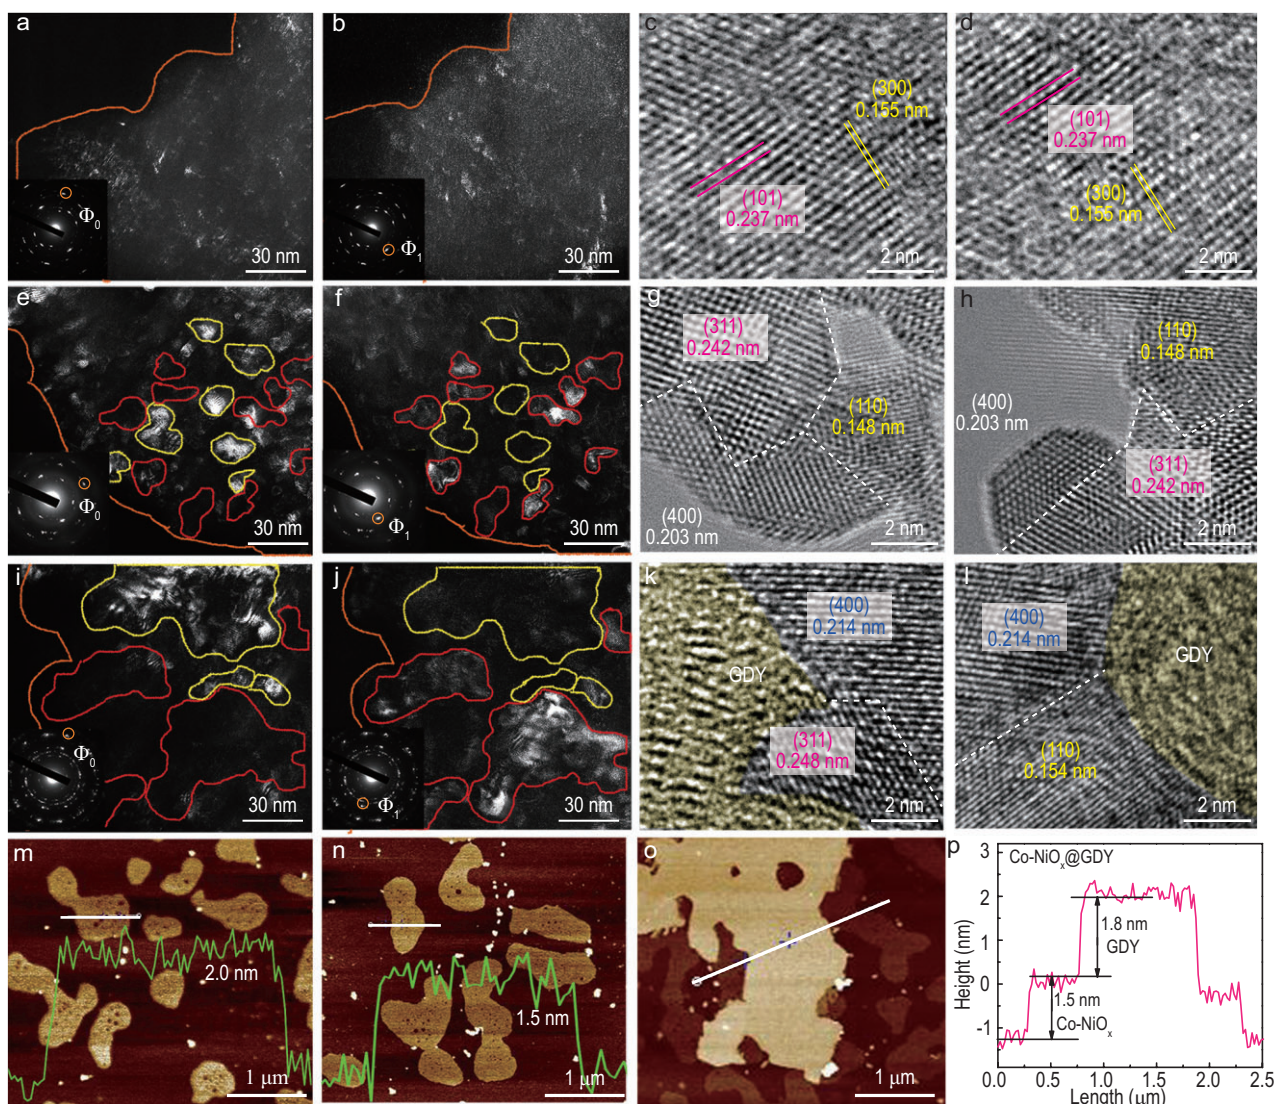 a
Φ0
30 nm
b
Φ1
30 nm
c
(300)
0.155 nm
(101)
0.237 nm
2 nm
d
(101)
0.237 nm
(300)
0.155 nm
2 nm
e
Φ0
30 nm
f
Φ1
30 nm
g
(311)
0.242 nm
(110)
0.148 nm
(400)
0.203 nm
2 nm
h
(110)
0.148 nm
(400)
0.203 nm
(311)
0.242 nm
2 nm
i
Φ0
30 nm
j
Φ1
30 nm
k
(400)
0.214 nm
GDY
(311)
0.248 nm
2 nm
l
(400)
0.214 nm
GDY
(110)
0.154 nm
2 nm
m
2.0 nm
1 μm
n
1.5 nm
1 μm
o
1 μm
p
Co-NiOx@GDY
1.8 nm
GDY
1.5 nm
Co-NiOx
Height (nm)
3
2
1
0
-1
0.0 0.5 1.0 1.5 2.0 2.5
Length (μm)